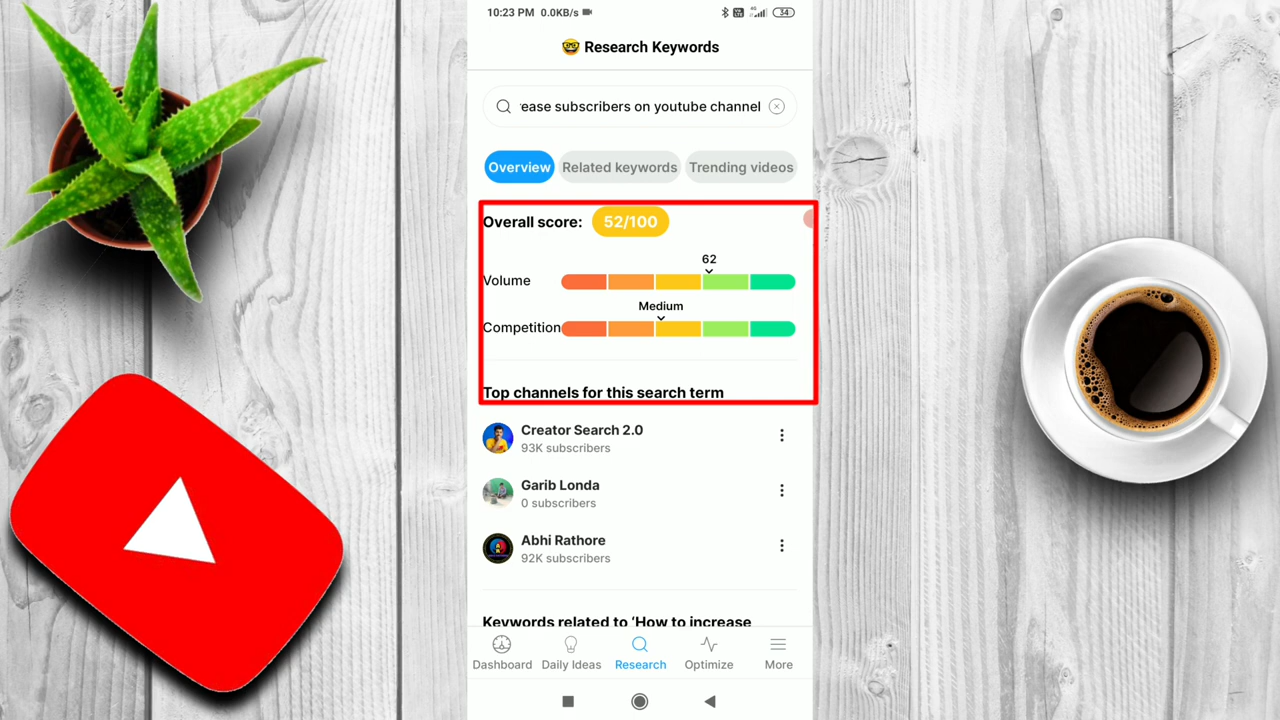 10:23 PM 0.0KB/s
4G
34
🤓 Research Keywords
ease subscribers on youtube channel
Overview Related keywords Trending videos
Overall score: 52/100
62
Volume
Medium
Competition
Top channels for this search term
Creator Search 2.0
93K subscribers
Garib Londa
0 subscribers
Abhi Rathore
92K subscribers
Keywords related to ‘How to increase
Dashboard Daily Ideas Research Optimize More